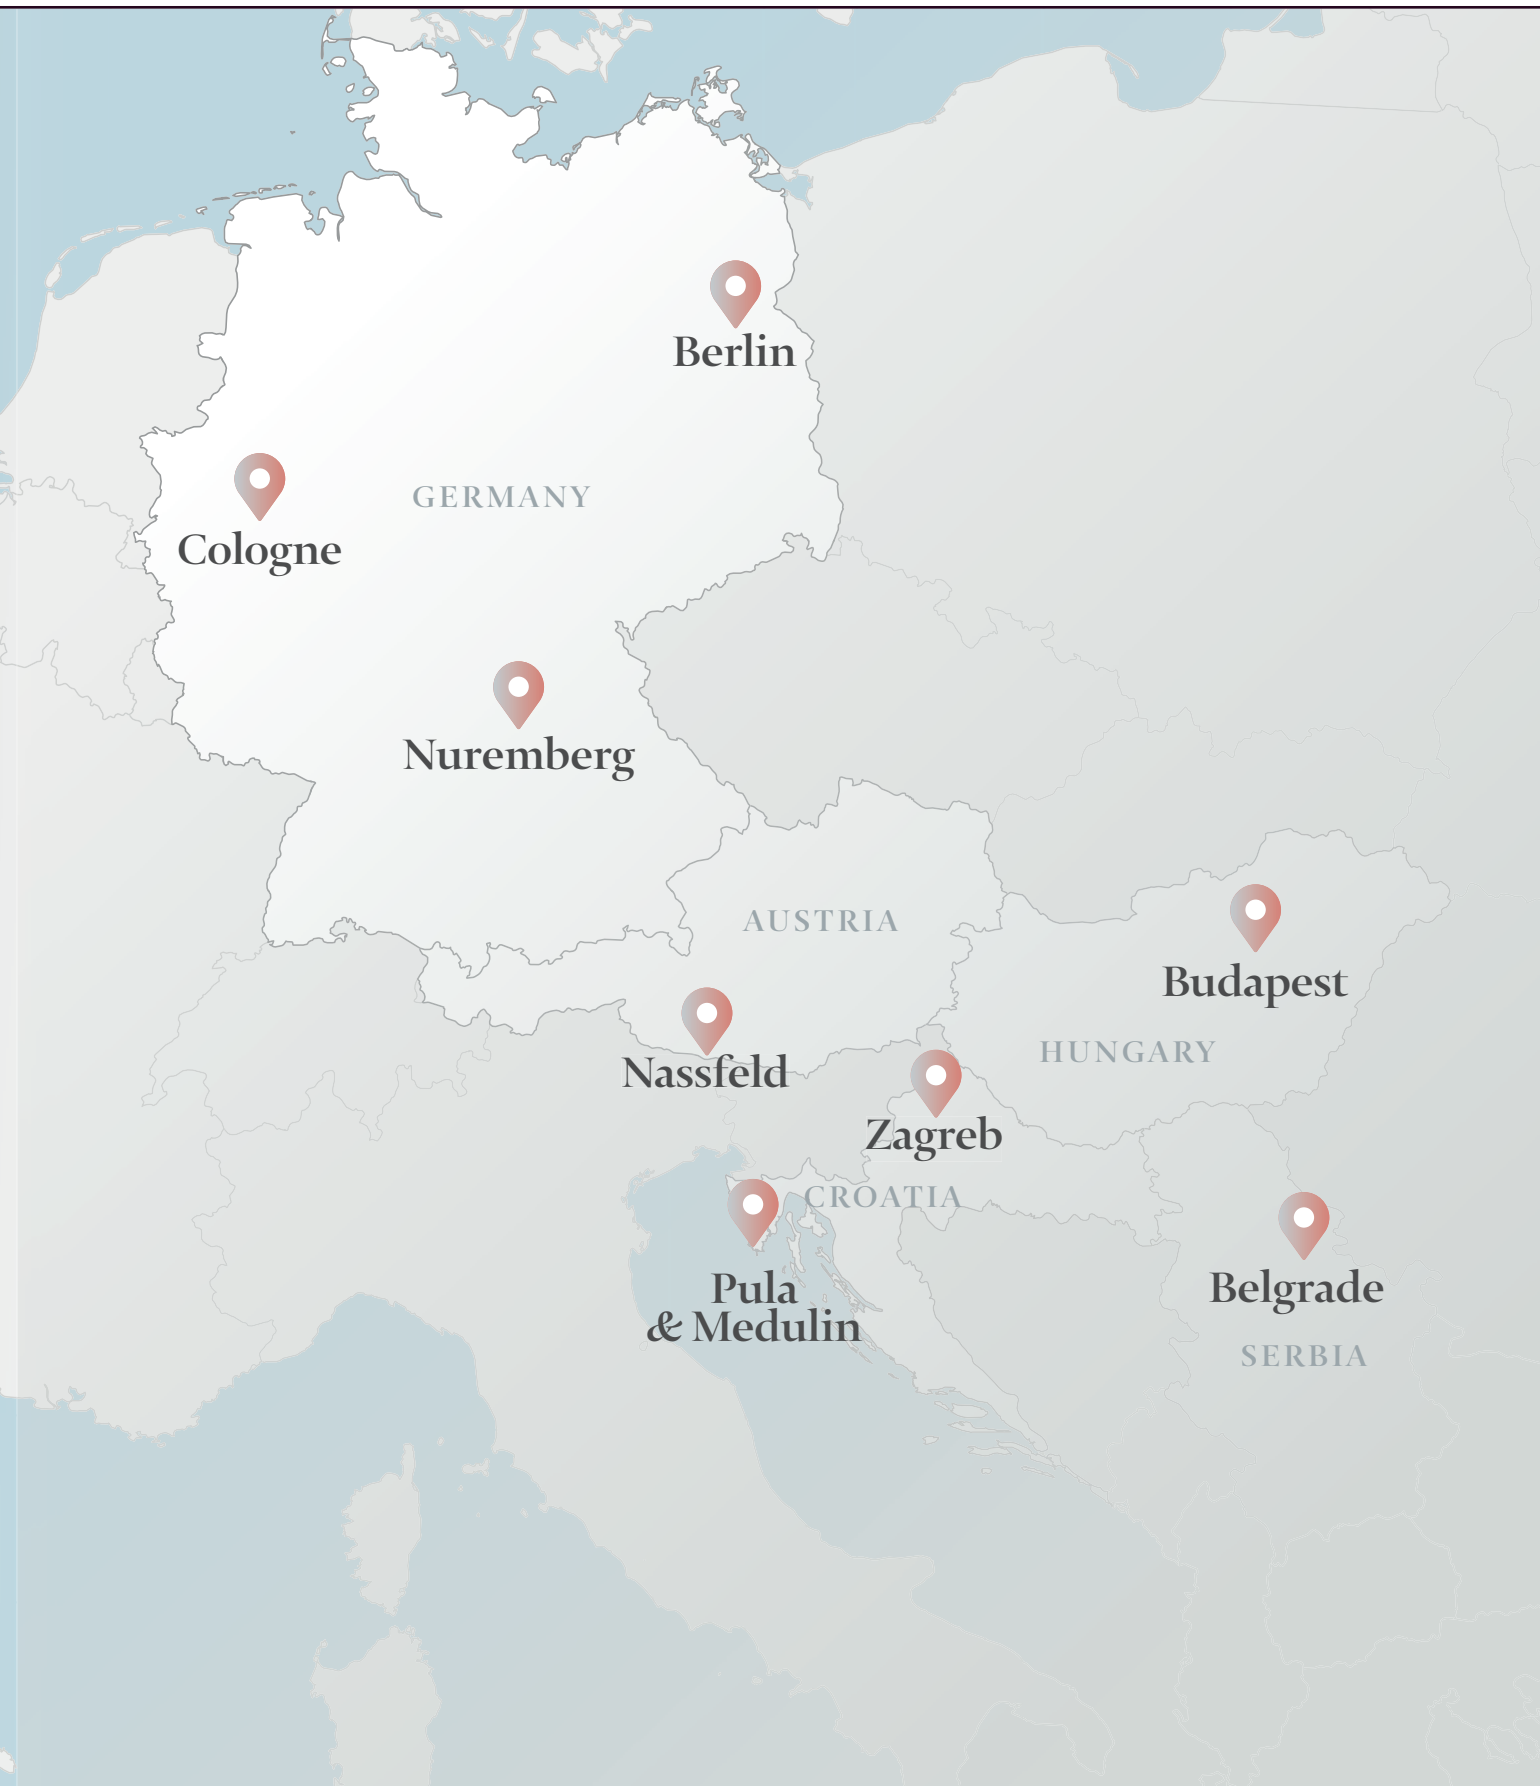 Berlin
GERMANY
Cologne
Nuremberg
AUSTRIA
Budapest
HUNGARY
Nassfeld
Zagreb
CROATIA
Pula
& Medulin
Belgrade
SERBIA